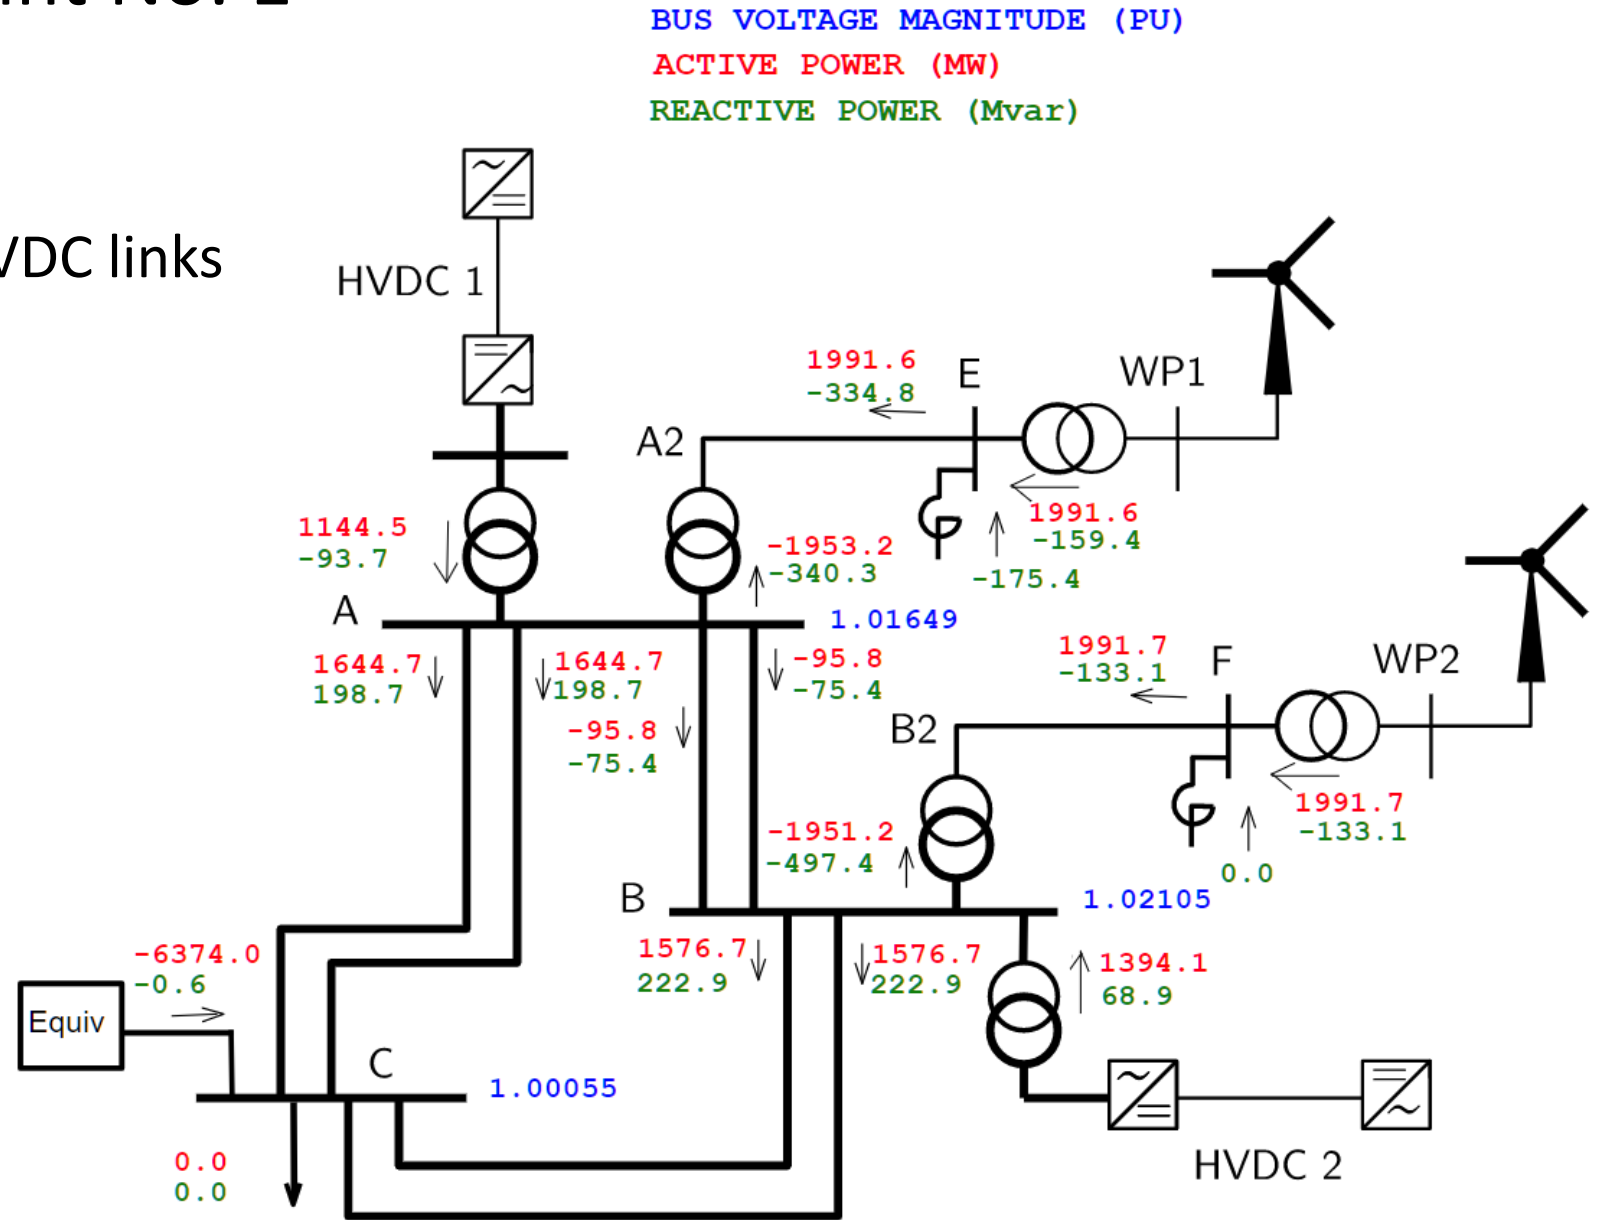 BUS VOLTAGE MAGNITUDE (PU)
ACTIVE POWER (MW)
REACTIVE POWER (Mvar)
VDC links
HVDC 1
1991.6
-334.8
E
WP1
A2
1144.5
-93.7
-1953.2
-340.3
1991.6
-159.4
-175.4
A
1.01649
1644.7
198.7
1644.7
198.7
-95.8
-75.4
-95.8
-75.4
1991.7
-133.1
F
WP2
B2
-1951.2
-497.4
1991.7
-133.1
0.0
B
1.02105
1576.7
222.9
1576.7
222.9
1394.1
68.9
-6374.0
-0.6
Equiv
C
1.00055
0.0
0.0
HVDC 2